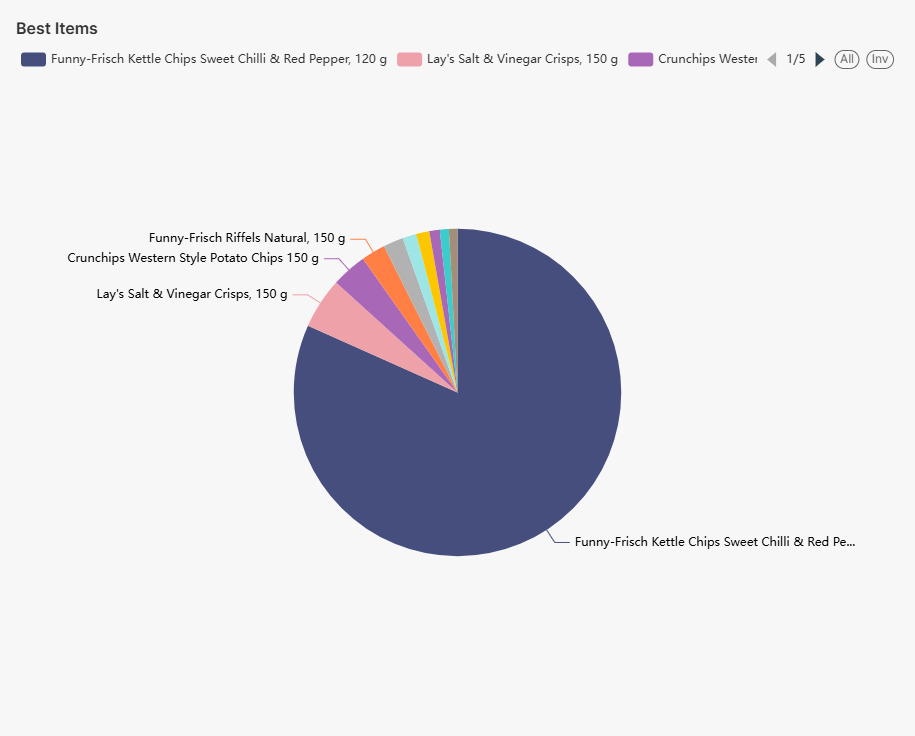 Best Items
Funny-Frisch Kettle Chips Sweet Chilli & Red Pepper, 120 g Lay's Salt & Vinegar Crisps, 150 g Crunchips Wester 1/5 All Inv
Funny-Frisch Riffels Natural, 150 g
Crunchips Western Style Potato Chips 150 g
Lay's Salt & Vinegar Crisps, 150 g
Funny-Frisch Kettle Chips Sweet Chilli & Red Pe...